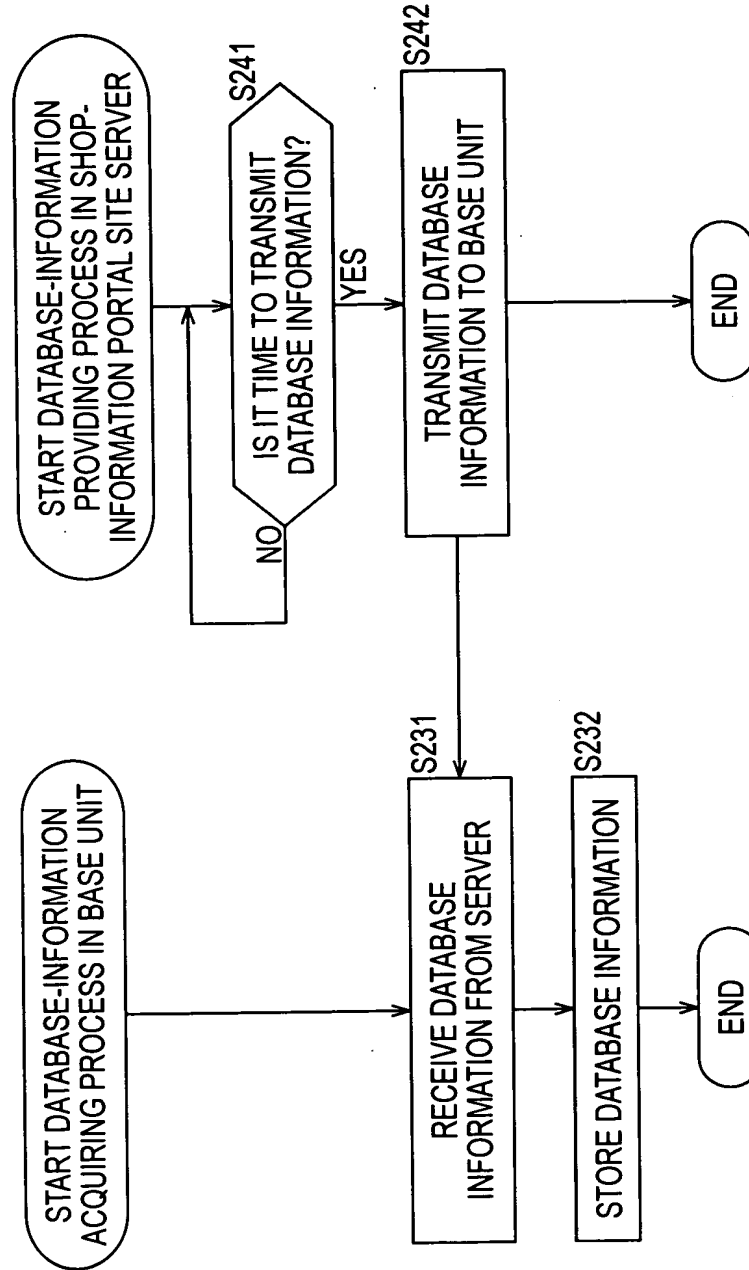 START DATABASE-INFORMATION
ACQUIRING PROCESS IN BASE UNIT
S231
RECEIVE DATABASE
INFORMATION FROM SERVER
S232
STORE DATABASE INFORMATION
END
START DATABASE-INFORMATION
PROVIDING PROCESS IN SHOP-
INFORMATION PORTAL SITE SERVER
S241
IS IT TIME TO TRANSMIT
DATABASE INFORMATION?
NO
YES
S242
TRANSMIT DATABASE
INFORMATION TO BASE UNIT
END